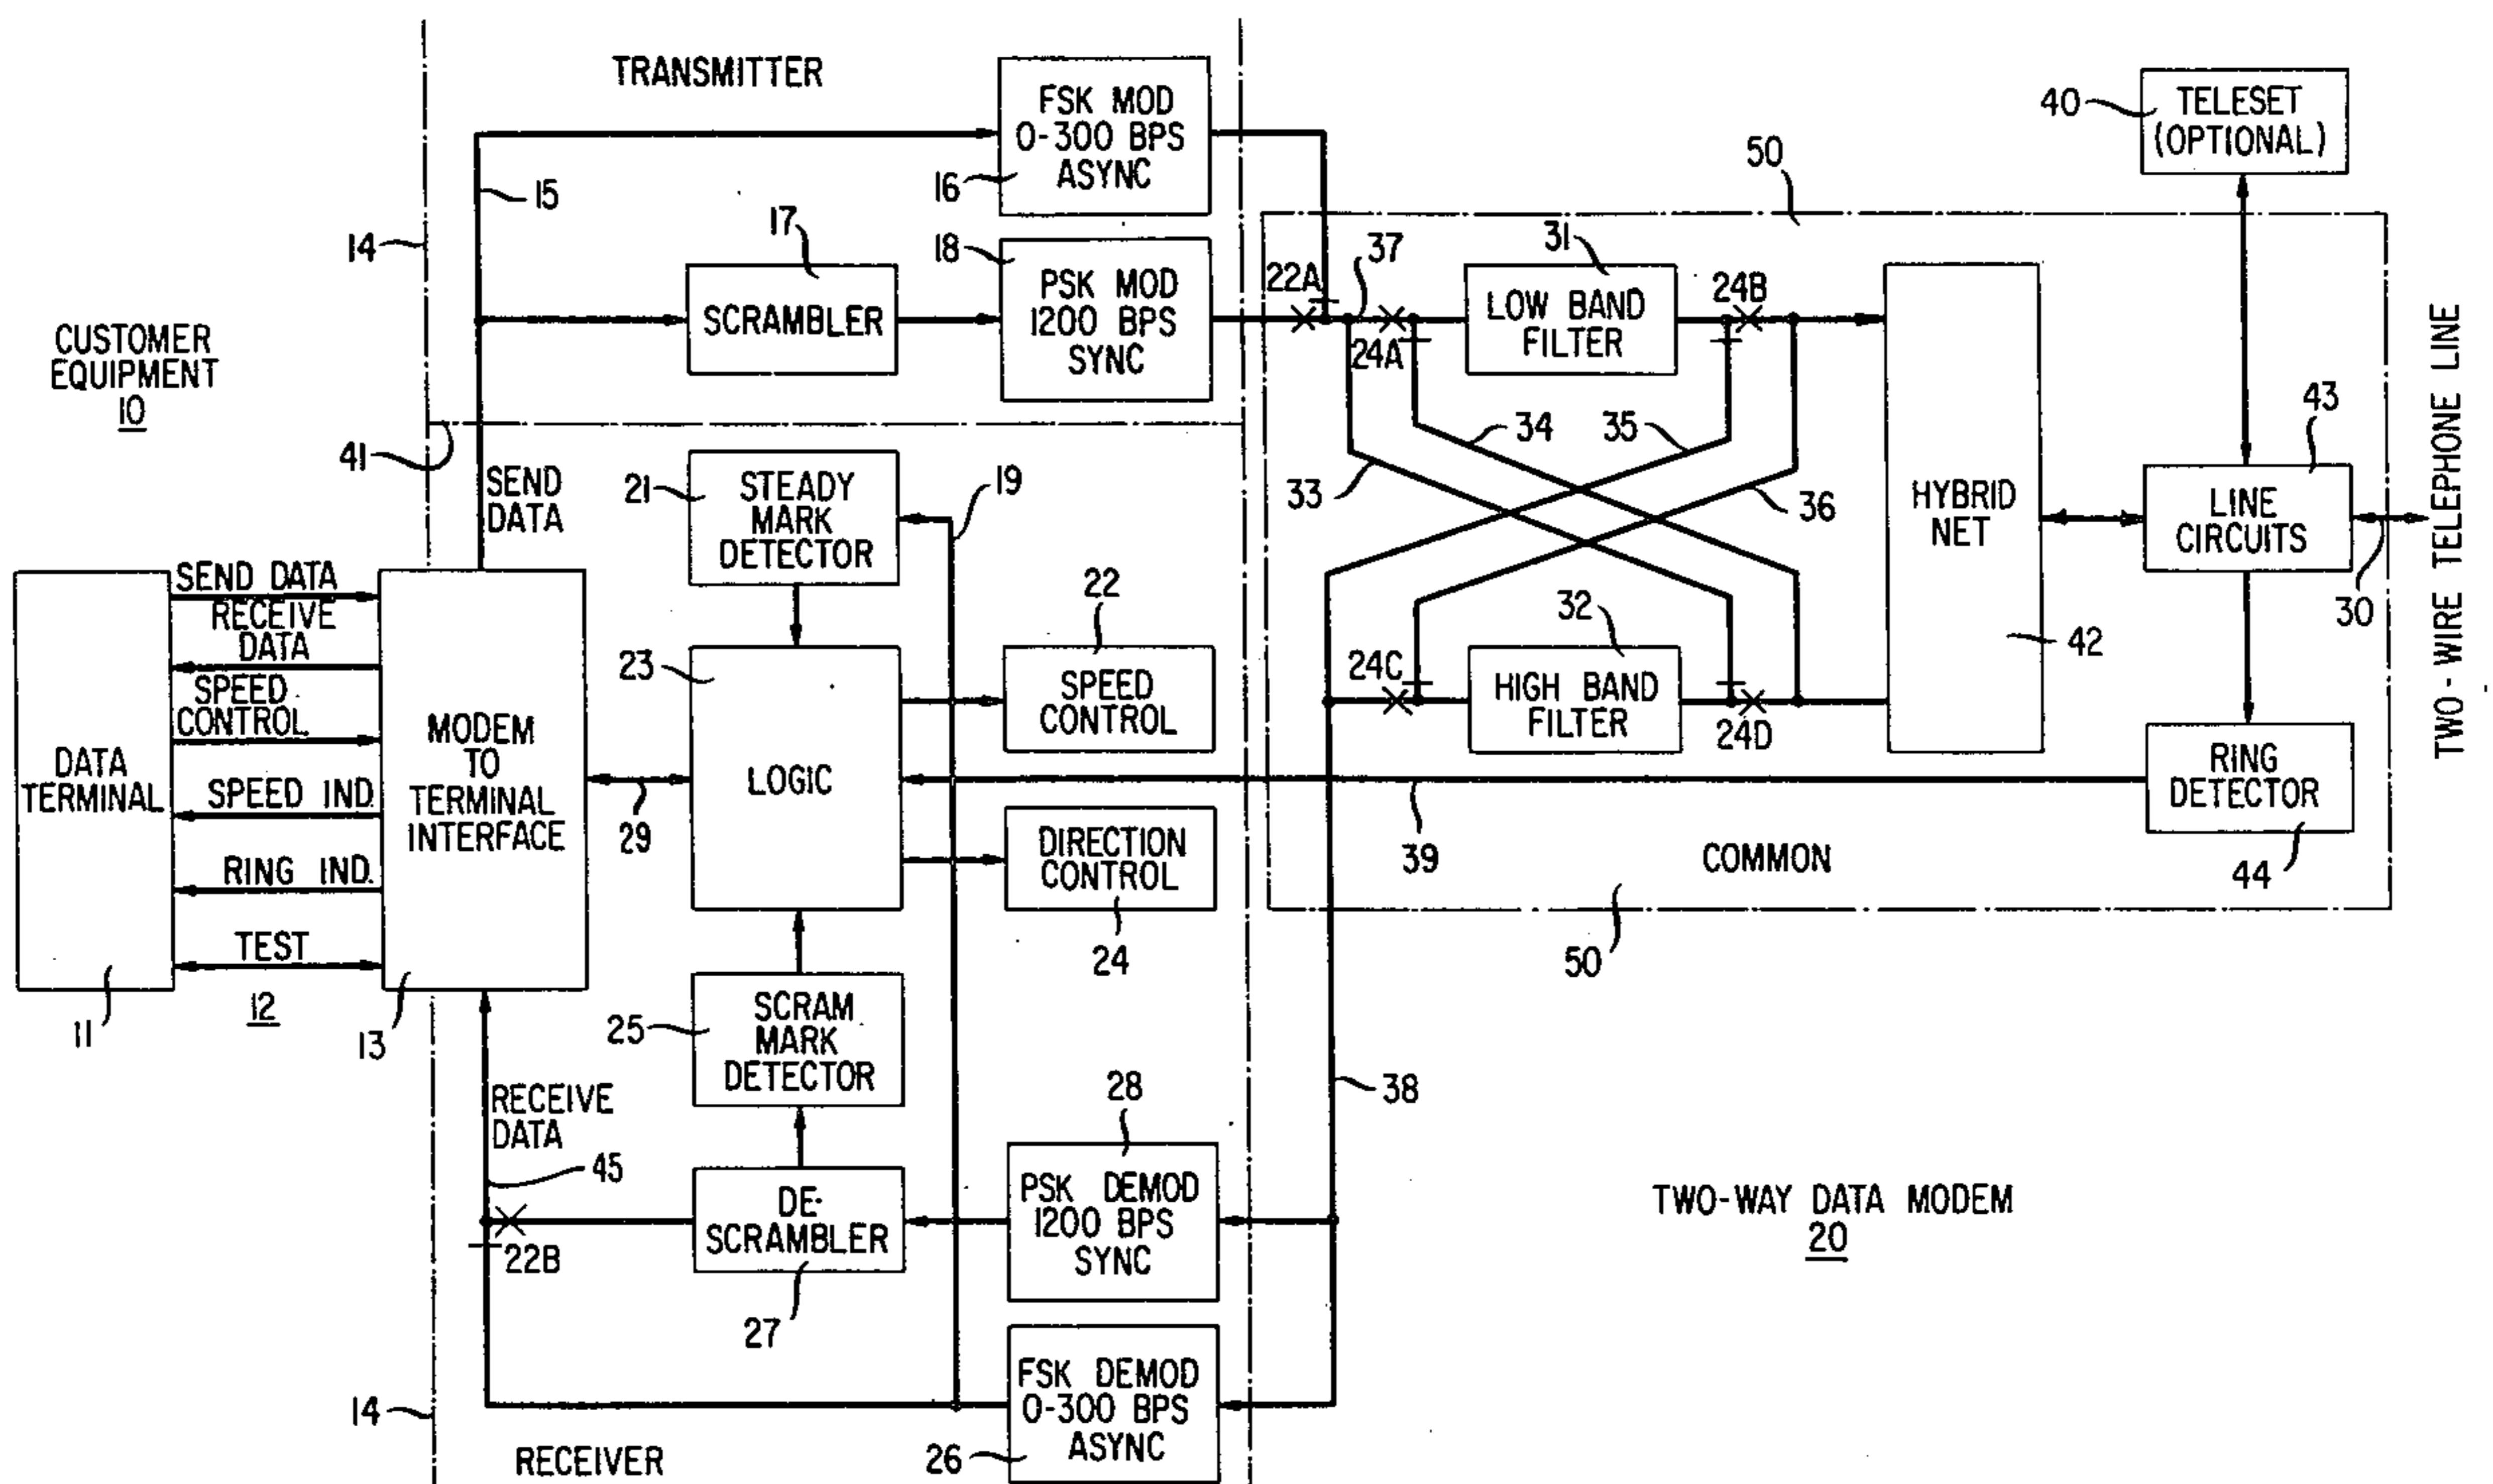 TRANSMITTER
FSK MOD
0-300 BPS
ASYNC
16
15
14
17
SCRAMBLER
18
PSK MOD
1200 BPS
SYNC
CUSTOMER
EQUIPMENT
10
41
SEND
DATA
21
STEADY
MARK
DETECTOR
19
22
SPEED
CONTROL
23
LOGIC
29
DIRECTION
CONTROL
24
25
SCRAM
MARK
DETECTOR
DATA
TERMINAL
11
SEND DATA
RECEIVE
DATA
SPEED
CONTROL
SPEED IND.
RING IND.
TEST
12
MODEM
TO
TERMINAL
INTERFACE
13
RECEIVE
DATA
45
22B
DE-
SCRAMBLER
27
28
PSK DEMOD
1200 BPS
SYNC
FSK DEMOD
0-300 BPS
ASYNC
26
14
RECEIVER
40
TELESET
(OPTIONAL)
50
22A
37
24A
31
LOW BAND
FILTER
24B
33
34
35
36
HYBRID
NET
42
43
LINE
CIRCUITS
30
TWO-WIRE TELEPHONE LINE
24C
32
HIGH BAND
FILTER
24D
RING
DETECTOR
44
39
COMMON
50
38
TWO-WAY DATA MODEM
20